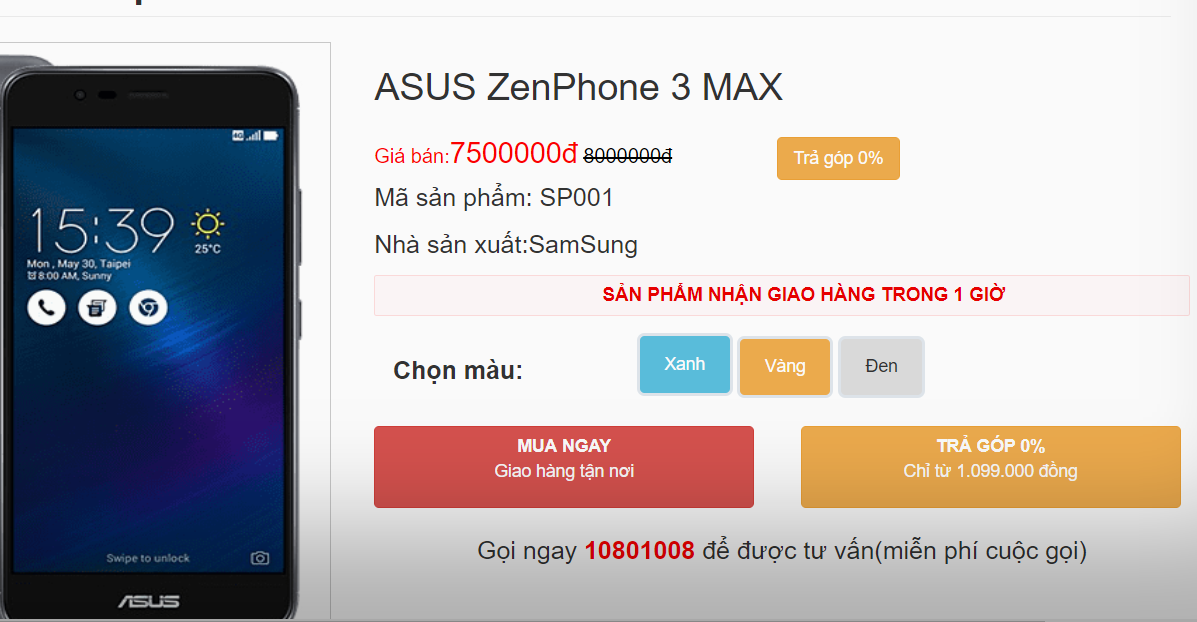 ASUS ZenPhone 3 MAX
Giá bán:7500000đ 8000000đ
Trả góp 0%
Mã sản phẩm: SP001
Nhà sản xuất:SamSung
SẢN PHẨM NHẬN GIAO HÀNG TRONG 1 GIỜ
Chọn màu:
Xanh
Vàng
Đen
MUA NGAY
Giao hàng tận nơi
TRẢ GÓP 0%
Chỉ từ 1.099.000 đồng
Gọi ngay 10801008 để được tư vấn(miễn phí cuộc gọi)
4G
15:39
25°C
Mon , May 30, Taipei
8:00 AM, Sunny
Swipe to unlock
ASUS